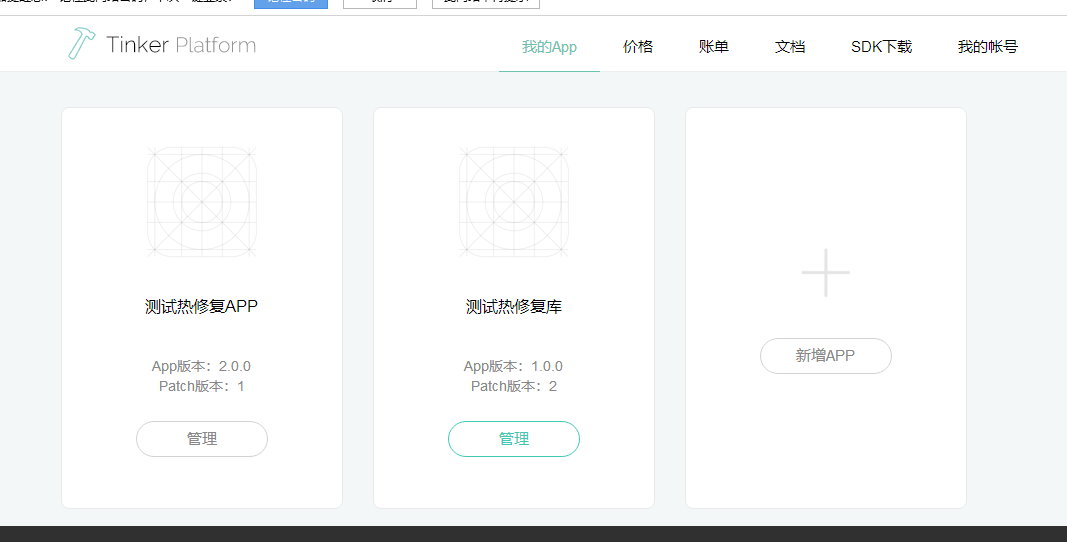 Tinker Platform
我的App
价格
账单
文档
SDK下载
我的帐号
测试热修复APP
App版本：2.0.0
Patch版本：1
管理
测试热修复库
App版本：1.0.0
Patch版本：2
管理
新增APP